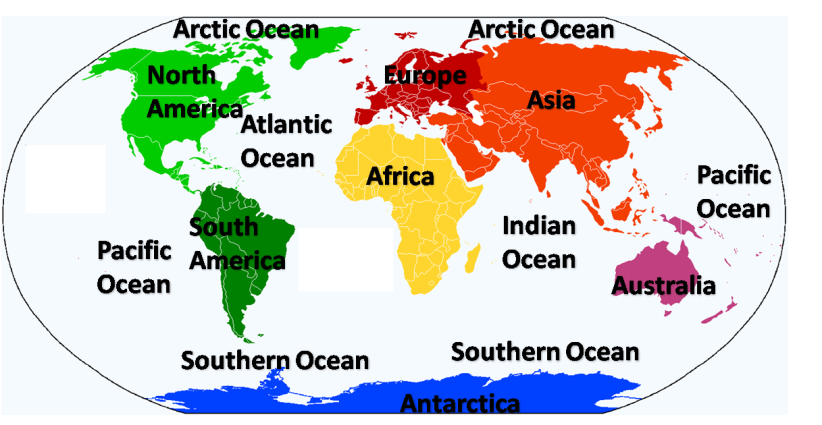 Arctic Ocean
Arctic Ocean
North
America
Europe
Asia
Atlantic
Ocean
Africa
Pacific
Ocean
South
America
Indian
Ocean
Pacific
Ocean
Australia
Southern Ocean
Southern Ocean
Antarctica